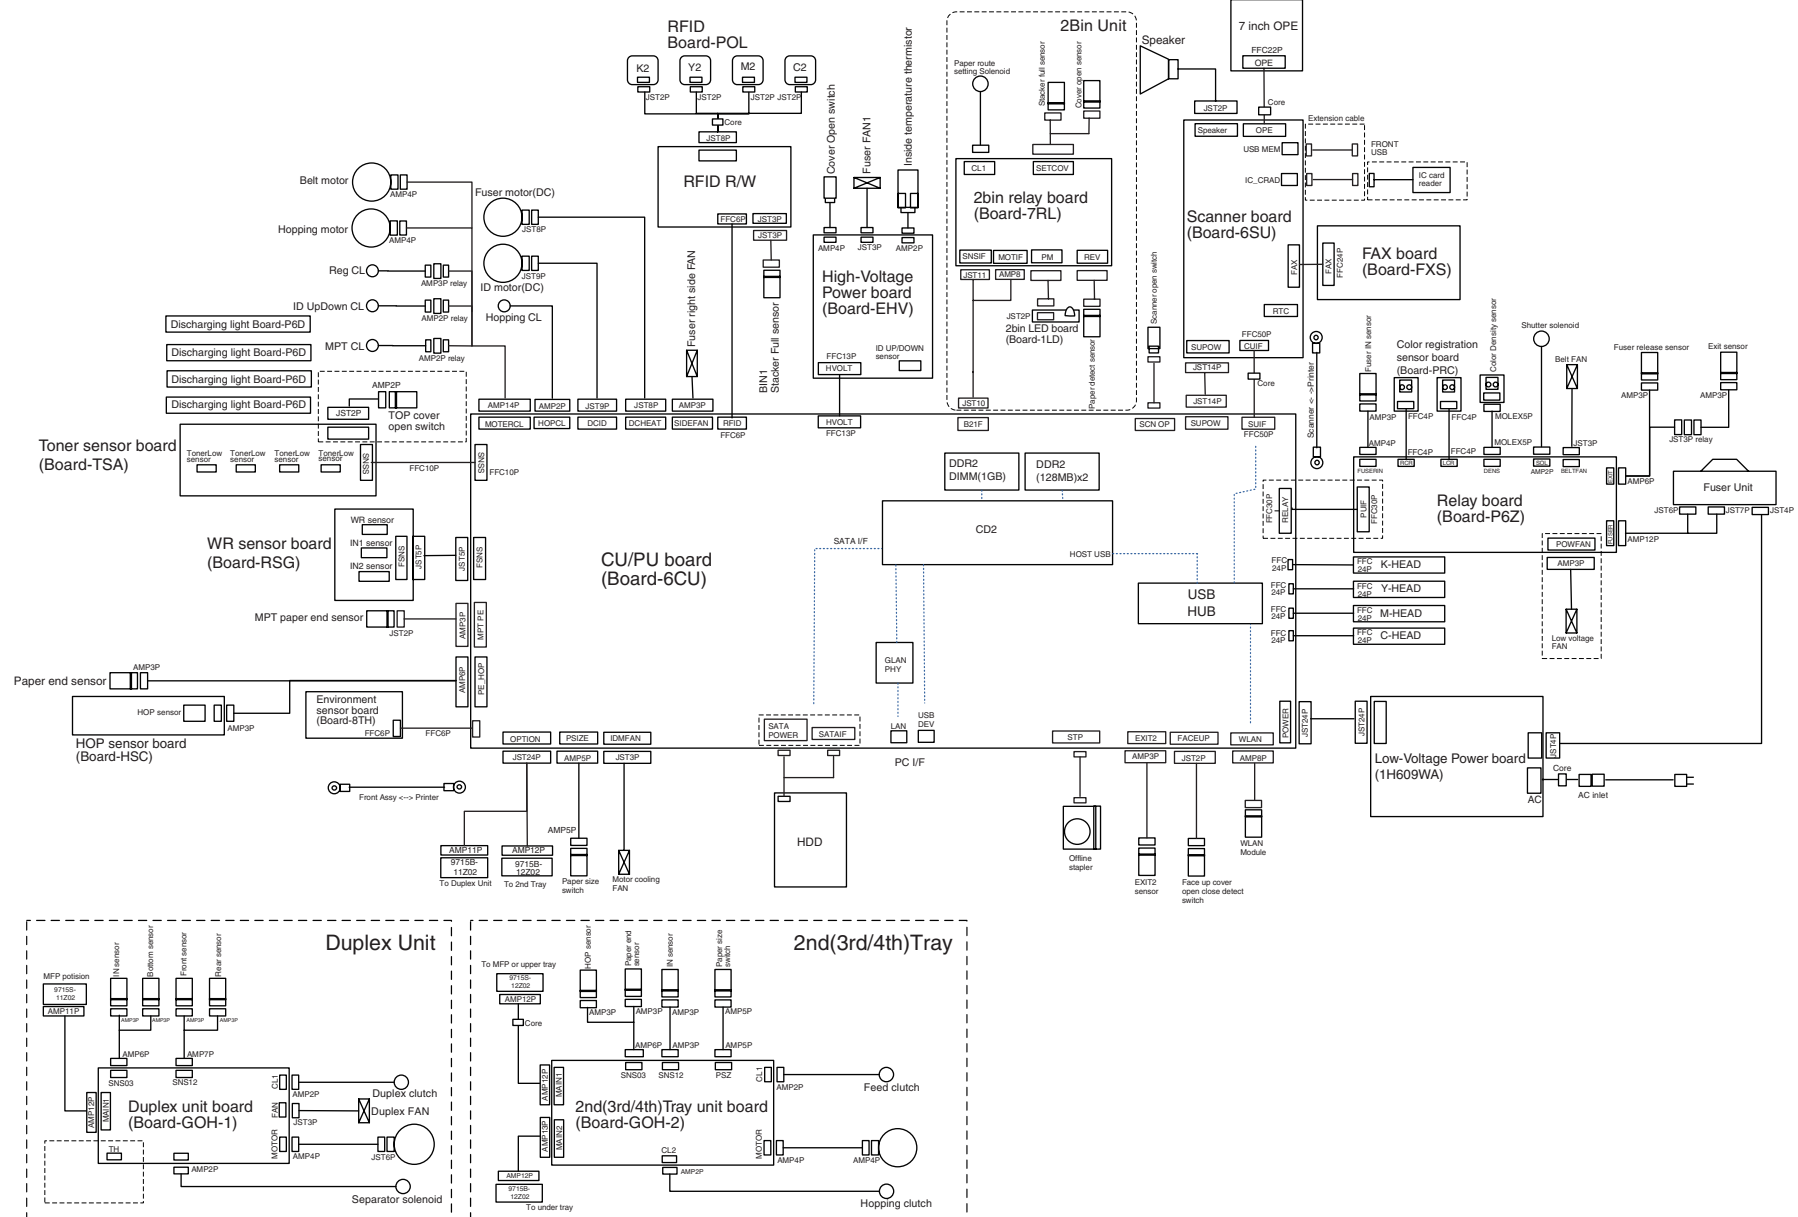 RFID
Board-POL
K2
Y2
M2
C2
JST2P
JST2P
JST2P
JST2P
Core
JST8P
RFID R/W
FFC6P
JST3P
JST3P
BIN1
Stacker Full sensor
Cover Open switch
Fuser FAN1
Inside temperature thermistor
AMP4P
JST3P
AMP2P
High-Voltage
Power board
(Board-EHV)
ID UP/DOWN
sensor
FFC13P
HVOLT
2Bin Unit
Paper route
setting Solenoid
Stacker full sensor
Cover open sensor
CL1
SETCOV
2bin relay board
(Board-7RL)
SNSIF
MOTIF
PM
REV
JST11
AMP8
JST2P
2bin LED board
(Board-1LD)
Paper detect sensor
JST10
B21F
Speaker
JST2P
7 inch OPE
FFC22P
OPE
Core
Speaker
OPE
USB MEM
IC_CRAD
Extension cable
FRONT
USB
IC card
reader
Scanner board
(Board-6SU)
FAX
FAX
FFC24P
FAX board
(Board-FXS)
RTC
SUPOW
FFC50P
CUIF
JST14P
JST14P
Core
Scanner open switch
SCN OP
SUPOW
SUIF
FFC50P
Scanner <--> Printer
Belt motor
AMP4P
Hopping motor
AMP4P
Reg CL
AMP3P relay
ID UpDown CL
AMP2P relay
MPT CL
AMP2P relay
Fuser motor(DC)
JST8P
JST9P
ID motor(DC)
Hopping CL
Fuser right side FAN
Discharging light Board-P6D
Discharging light Board-P6D
Discharging light Board-P6D
Discharging light Board-P6D
AMP2P
JST2P
TOP cover
open switch
AMP14P
AMP2P
JST9P
JST8P
AMP3P
MOTERCL
HOPCL
DCID
DCHEAT
SIDEFAN
RFID
FFC6P
HVOLT
FFC13P
Toner sensor board
(Board-TSA)
TonerLow
sensor
TonerLow
sensor
TonerLow
sensor
TonerLow
sensor
SSNS
FFC10P
SSNS
FFC10P
WR sensor board
(Board-RSG)
WR sensor
IN1 sensor
IN2 sensor
FSNS
JST5P
JST5P
FSNS
MPT paper end sensor
JST2P
AMP3P
MPT PE
Paper end sensor
AMP3P
AMP6P
PE_HOP
HOP sensor
AMP3P
HOP sensor board
(Board-HSC)
Environment
sensor board
(Board-8TH)
FFC6P
FFC6P
CU/PU board
(Board-6CU)
DDR2
DIMM(1GB)
DDR2
(128MB)x2
CD2
SATA I/F
HOST USB
USB
HUB
GLAN
PHY
SATA
POWER
SATAIF
LAN
USB
DEV
PC I/F
HDD
OPTION
PSIZE
IDMFAN
JST24P
AMP5P
JST3P
Front Assy <--> Printer
AMP5P
AMP11P
9715B-
11Z02
To Duplex Unit
AMP12P
9715B-
12Z02
To 2nd Tray
Paper size
switch
Motor cooling
FAN
STP
EXIT2
FACEUP
WLAN
AMP3P
JST2P
AMP8P
Offline
stapler
EXIT2
sensor
Face up cover
open close detect
switch
WLAN
Module
POWER
JST24P
JST24P
Low-Voltage Power board
(1H609WA)
JST4P
AC
Core
AC inlet
Fuser IN sensor
Color registration
sensor board
(Board-PRC)
Color Density sensor
Shutter solenoid
Belt FAN
Fuser release sensor
Exit sensor
AMP3P
FFC4P
FFC4P
MOLEX5P
AMP3P
AMP3P
JST3P relay
AMP4P
FFC4P
FFC4P
MOLEX5P
JST3P
FUSERIN
RCR
LCR
DENS
SOL
AMP2P
BELTFAN
EXIT
AMP6P
Relay board
(Board-P6Z)
FFC30P
RELAY
PUIF
FFC30P
FUSER
AMP12P
Fuser Unit
JST6P
JST7P
JST4P
POWFAN
AMP3P
Low voltage
FAN
FFC
24P
FFC
24P
K-HEAD
FFC
24P
FFC
24P
Y-HEAD
FFC
24P
FFC
24P
M-HEAD
FFC
24P
FFC
24P
C-HEAD
Duplex Unit
MFP potision
9715S-
11Z02
AMP11P
IN sensor
Bottom sensor
Front sensor
Rear sensor
AMP3P
AMP3P
AMP3P
AMP3P
AMP6P
AMP7P
SNS03
SNS12
AMP12P
MAIN1
Duplex unit board
(Board-GOH-1)
CL1
AMP2P
Duplex clutch
FAN
JST3P
Duplex FAN
MOTOR
AMP4P
JST6P
TH
AMP2P
Separator solenoid
2nd(3rd/4th)Tray
To MFP or upper tray
9715S-
12Z02
AMP12P
Core
HOP sensor
Paper end
sensor
IN sensor
Paper size
switch
AMP3P
AMP3P
AMP3P
AMP5P
AMP6P
AMP3P
AMP5P
SNS03
SNS12
PSZ
AMP12P
MAIN1
AMP13P
MAIN2
2nd(3rd/4th)Tray unit board
(Board-GOH-2)
CL1
AMP2P
Feed clutch
MOTOR
AMP4P
AMP4P
CL2
AMP2P
Hopping clutch
AMP12P
9715B-
12Z02
To under tray